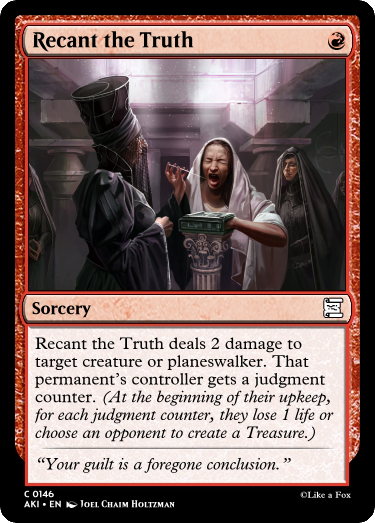 Recant the Truth
Sorcery
Recant the Truth deals 2 damage to
target creature or planeswalker. That
permanent's controller gets a judgment
counter. (At the beginning of their upkeep,
for each judgment counter, they lose 1 life or
choose an opponent to create a Treasure.)
"Your guilt is a foregone conclusion."
C 0146
AKI • EN Joel Chaim Holtzman
©Like a Fox